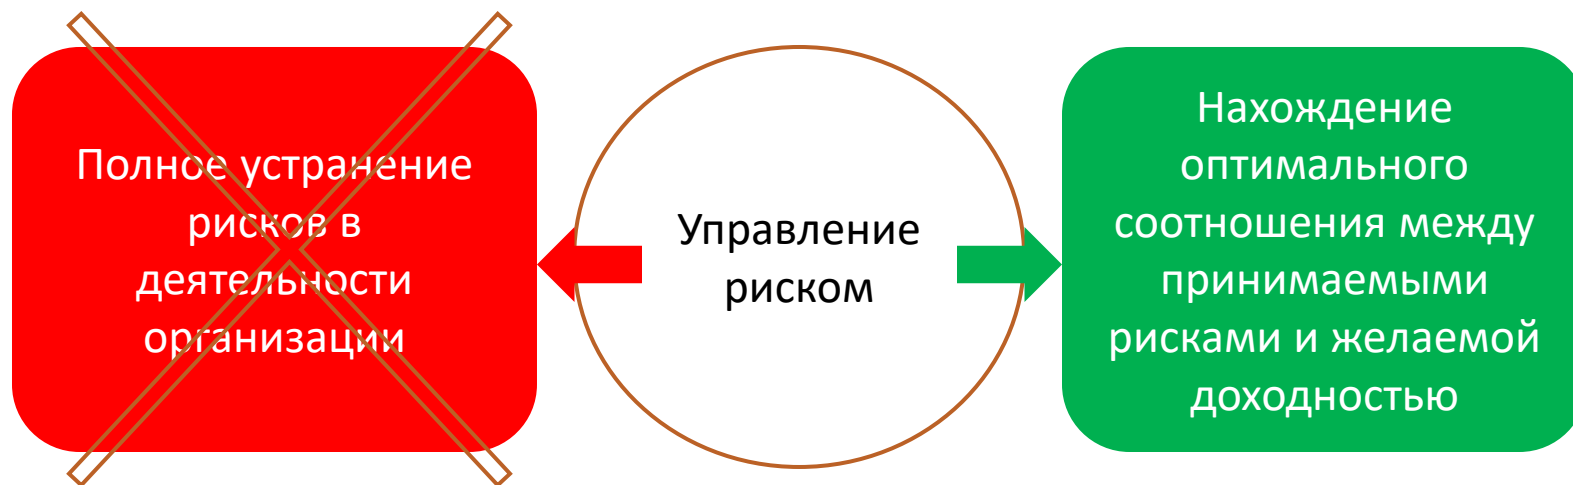 Полное устранение
рисков в
деятельности
организации
Управление
риском
Нахождение
оптимального
соотношения между
принимаемыми
рисками и желаемой
доходностью